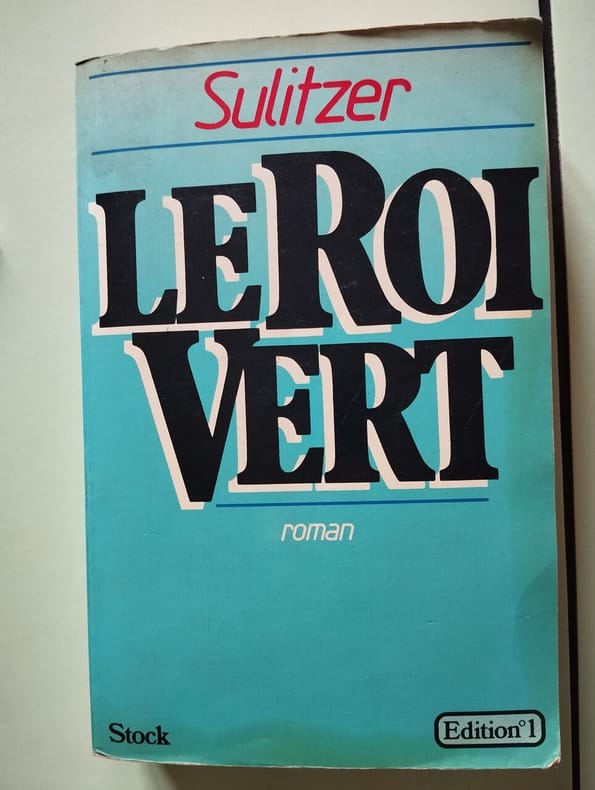 Sulitzer
LE ROI
VERT
roman
Stock
Edition°1